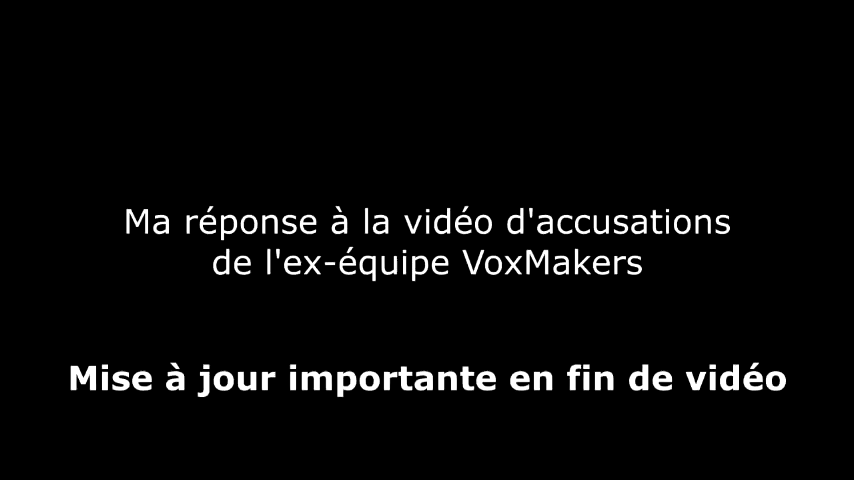 Ma réponse à la vidéo d'accusations
de l'ex-équipe VoxMakers
Mise à jour importante en fin de vidéo